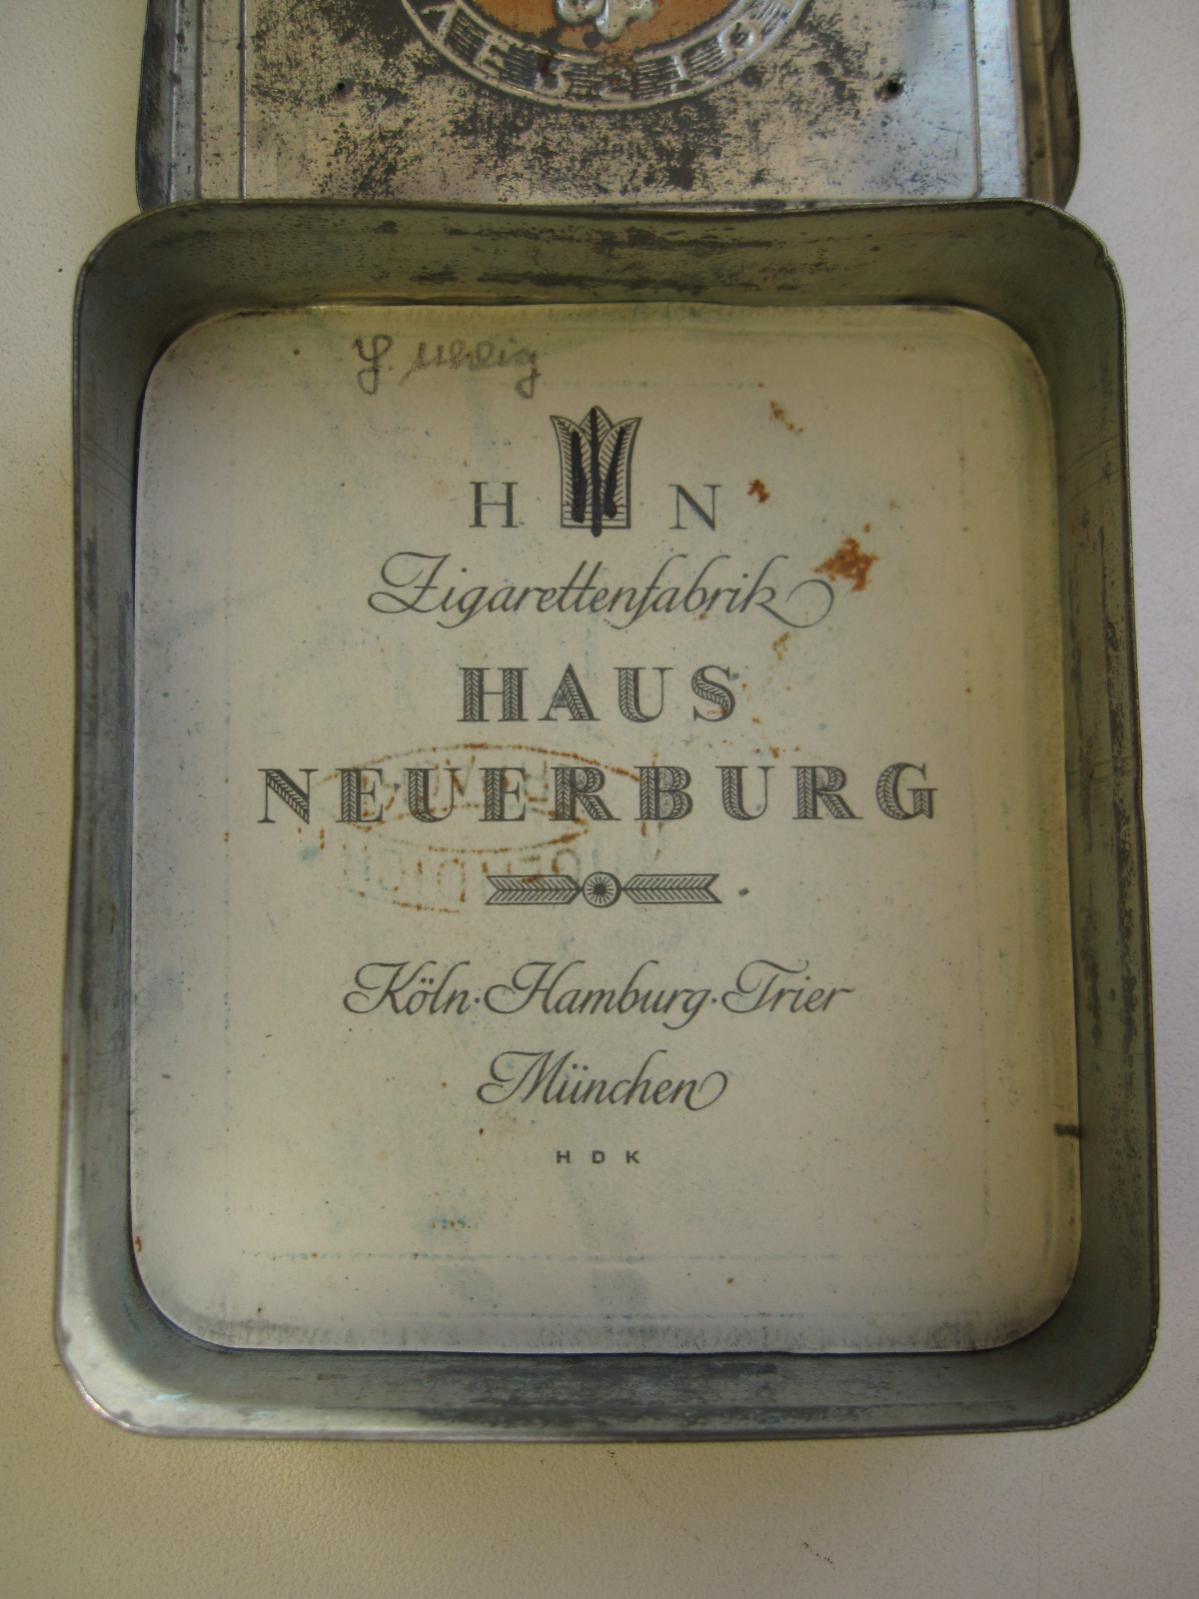 H N
Zigarettenfabrik
HAUS
NEUERBURG
Köln·Hamburg·Trier
München
HDK